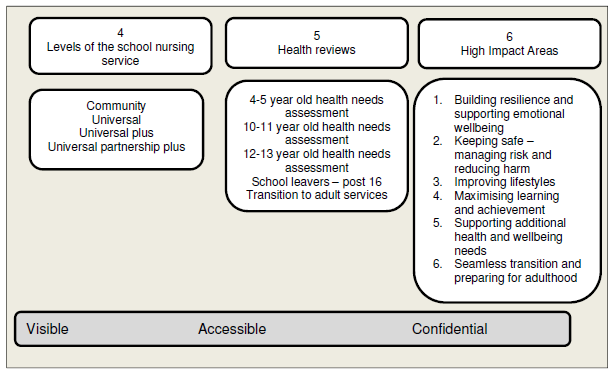 4
Levels of the school nursing
service
5
Health reviews
6
High Impact Areas
Community
Universal
Universal plus
Universal partnership plus
4-5 year old health needs
assessment
10-11 year old health needs
assessment
12-13 year old health needs
assessment
School leavers – post 16
Transition to adult services
1. Building resilience and
supporting emotional
wellbeing
2. Keeping safe –
managing risk and
reducing harm
3. Improving lifestyles
4. Maximising learning
and achievement
5. Supporting additional
health and wellbeing
needs
6. Seamless transition and
preparing for adulthood
Visible Accessible Confidential